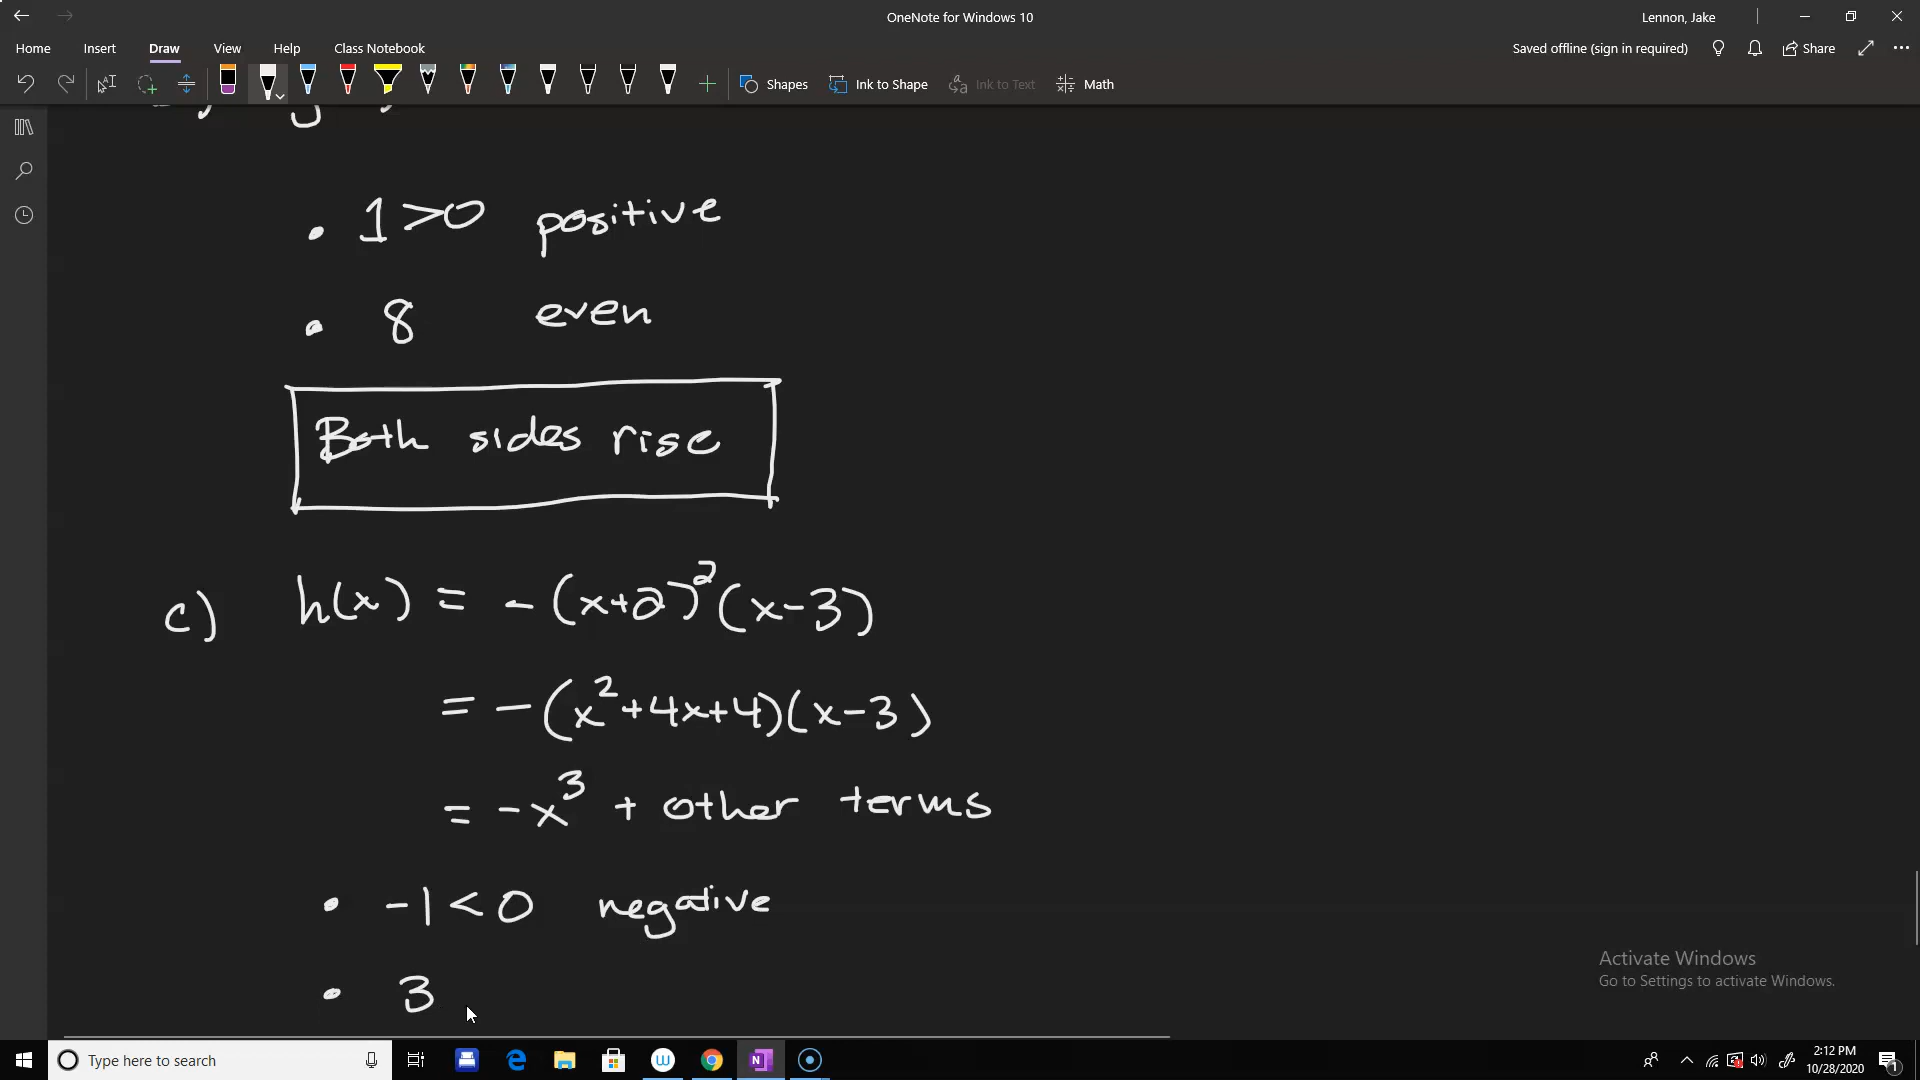 OneNote for Windows 10
Lennon, Jake
Home Insert Draw View Help Class Notebook
Saved offline (sign in required) Share
Shapes Ink to Shape Ink to Text Math
• 1 > 0 positive
• 8 even
Both sides rise
c) h(x) = -(x+2)²(x-3)
= -(x²+4x+4)(x-3)
= -x³ + other terms
• -1 < 0 negative
• 3
Activate Windows
Go to Settings to activate Windows.
Type here to search
2:12 PM
10/28/2020